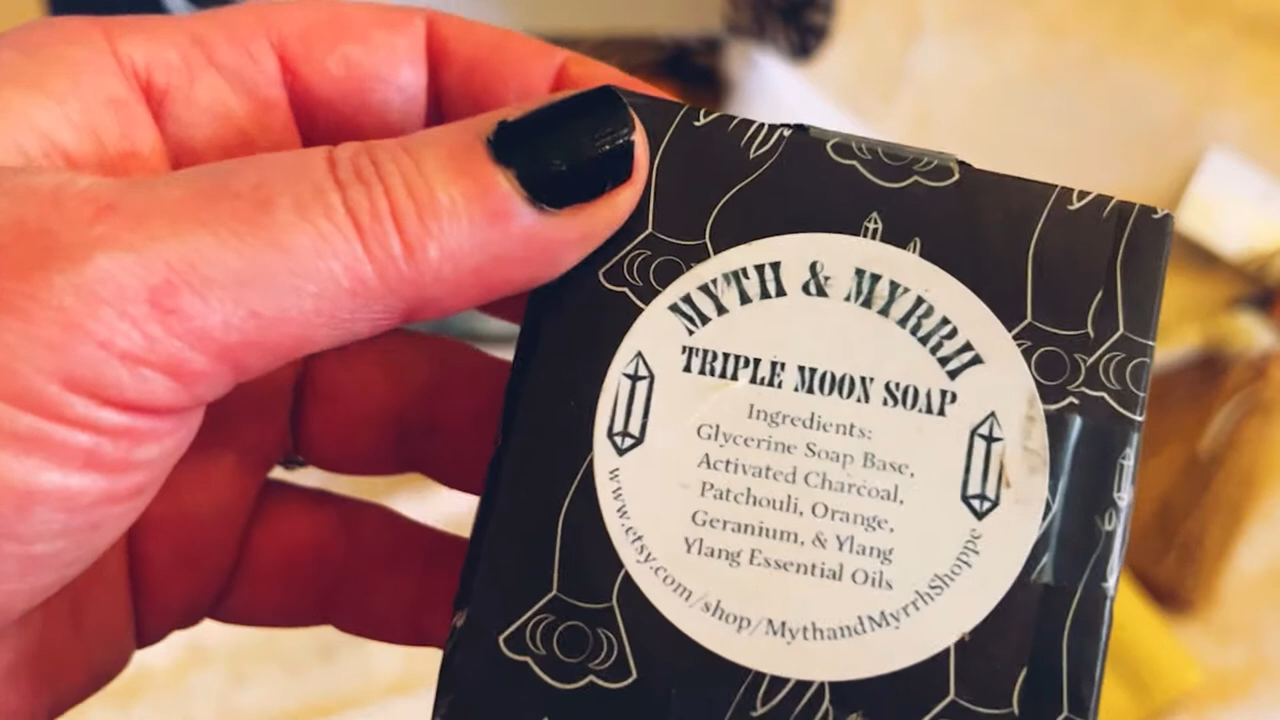 MYTH & MYRRH
TRIPLE MOON SOAP
Ingredients:
Glycerine Soap Base,
Activated Charcoal,
Patchouli, Orange,
Geranium, & Ylang
Ylang Essential Oils
www.etsy.com/shop/MythandMyrrhShoppe